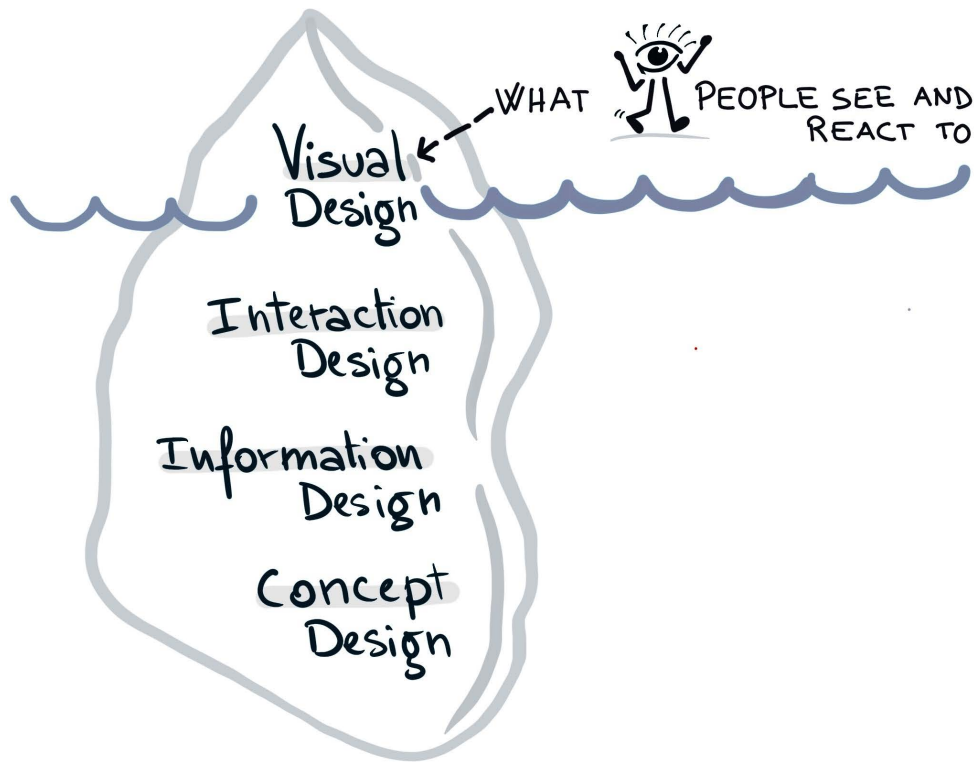 WHAT PEOPLE SEE AND
REACT TO
Visual
Design
Interaction
Design
Information
Design
Concept
Design